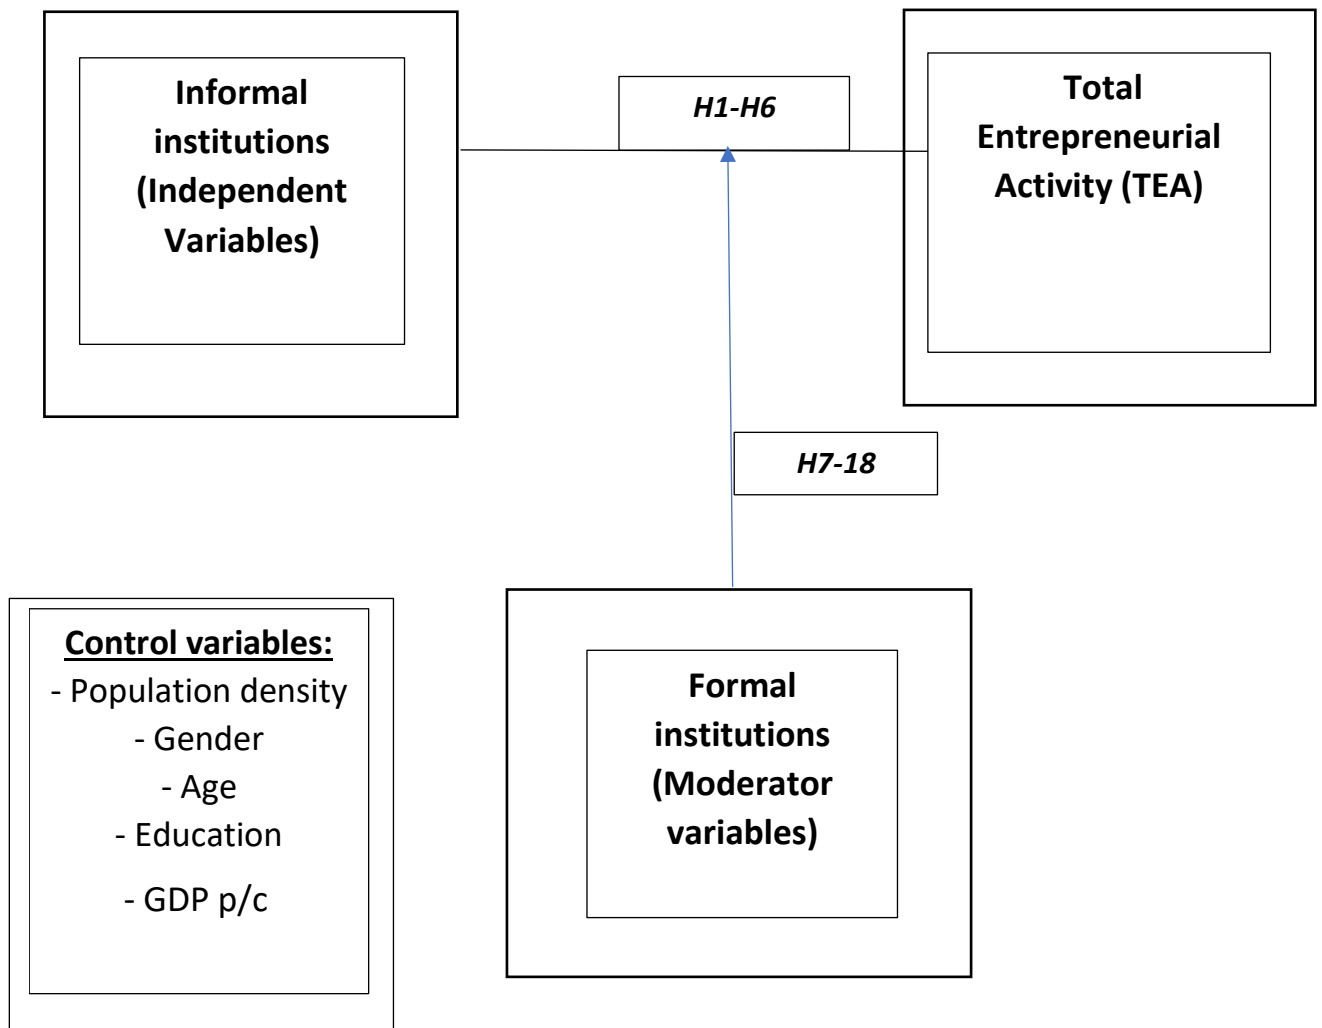 Informal
institutions
(Independent
Variables)
H1-H6
Total
Entrepreneurial
Activity (TEA)
H7-18
Control variables:
- Population density
- Gender
- Age
- Education
- GDP p/c
Formal
institutions
(Moderator
variables)